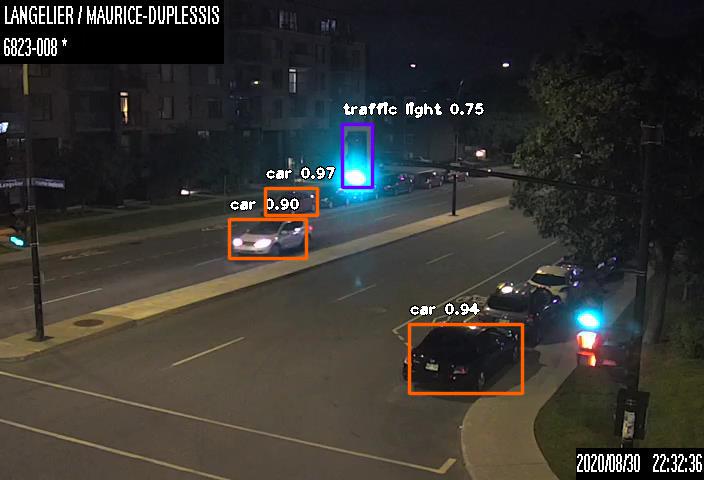 LANGELIER / MAURICE-DUPLESSIS
6823-008 *
traffic light 0.75
car 0.97
car 0.90
Langelier
car 0.94
2020/08/30 22:32:36